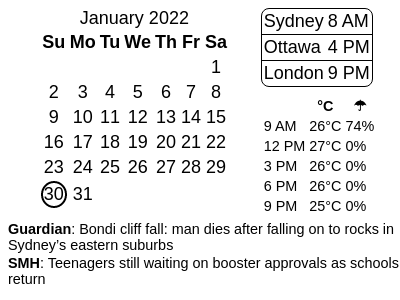 January 2022
Su Mo Tu We Th Fr Sa
1
2 3 4 5 6 7 8
9 10 11 12 13 14 15
16 17 18 19 20 21 22
23 24 25 26 27 28 29
30 31
Sydney 8 AM
Ottawa 4 PM
London 9 PM
°C ☂
9 AM 26°C 74%
12 PM 27°C 0%
3 PM 26°C 0%
6 PM 26°C 0%
9 PM 25°C 0%
Guardian: Bondi cliff fall: man dies after falling on to rocks in
Sydney’s eastern suburbs
SMH: Teenagers still waiting on booster approvals as schools
return